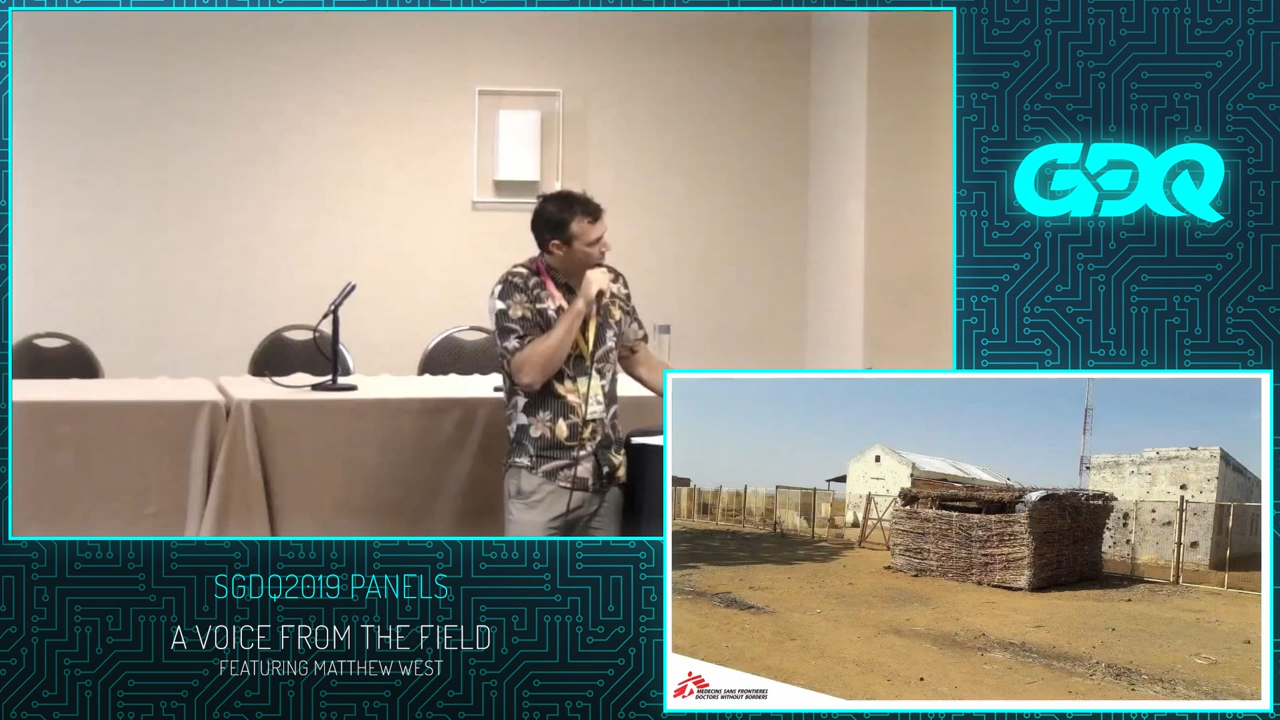 GDQ
SGDQ2019 PANELS
A VOICE FROM THE FIELD
FEATURING MATTHEW WEST
MEDECINS SANS FRONTIERES
DOCTORS WITHOUT BORDERS